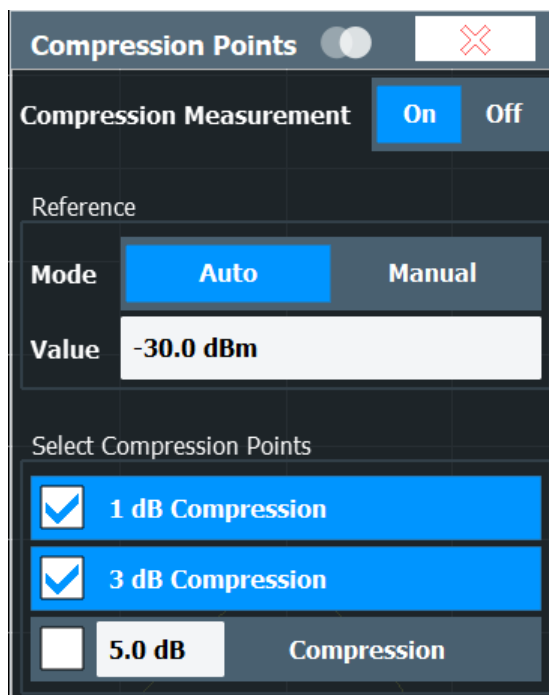 Compression Points
Compression Measurement On Off
Reference
Mode Auto Manual
Value -30.0 dBm
Select Compression Points
1 dB Compression
3 dB Compression
5.0 dB Compression